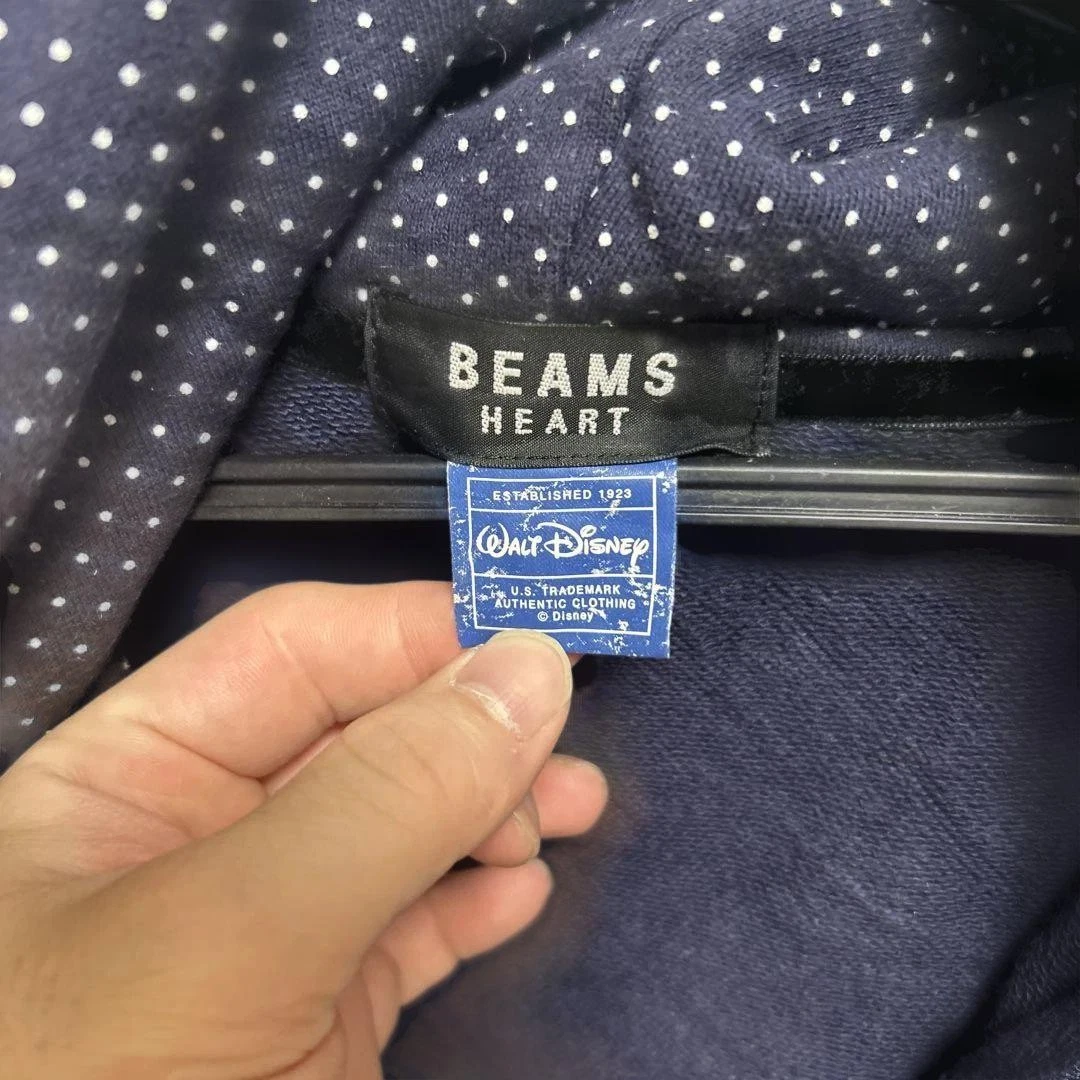 BEAMS
HEART
ESTABLISHED 1923
WALT DISNEY
U.S. TRADEMARK
AUTHENTIC CLOTHING
© Disney